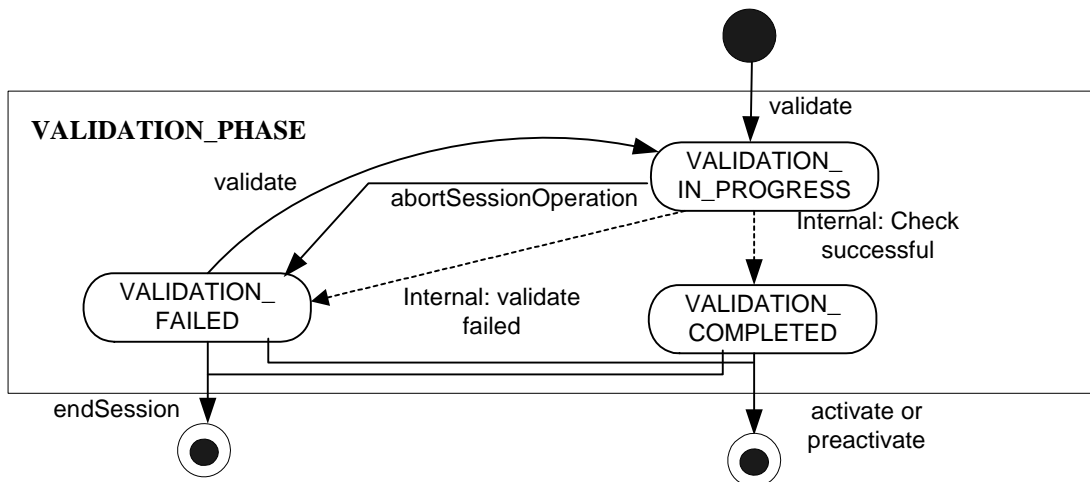 validate
VALIDATION_PHASE
VALIDATION_
IN_PROGRESS
validate
abortSessionOperation
Internal: Check
successful
VALIDATION_
FAILED
Internal: validate
failed
VALIDATION_
COMPLETED
endSession
activate or
preactivate